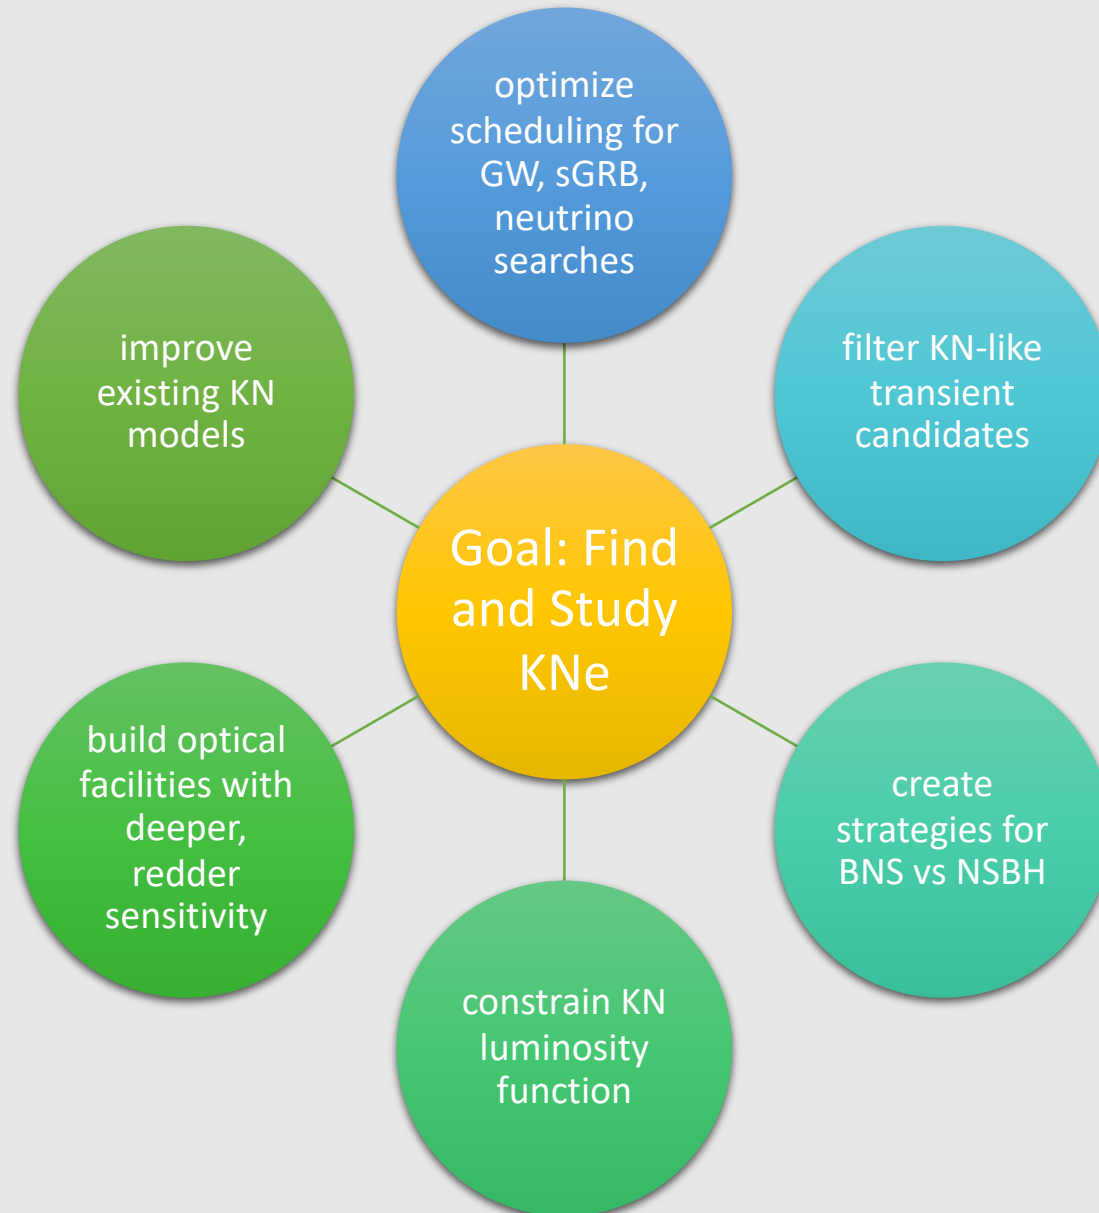 optimize
scheduling for
GW, sGRB,
neutrino
searches
filter KN-like
transient
candidates
create
strategies for
BNS vs NSBH
constrain KN
luminosity
function
build optical
facilities with
deeper,
redder
sensitivity
improve
existing KN
models
Goal: Find
and Study
KNe